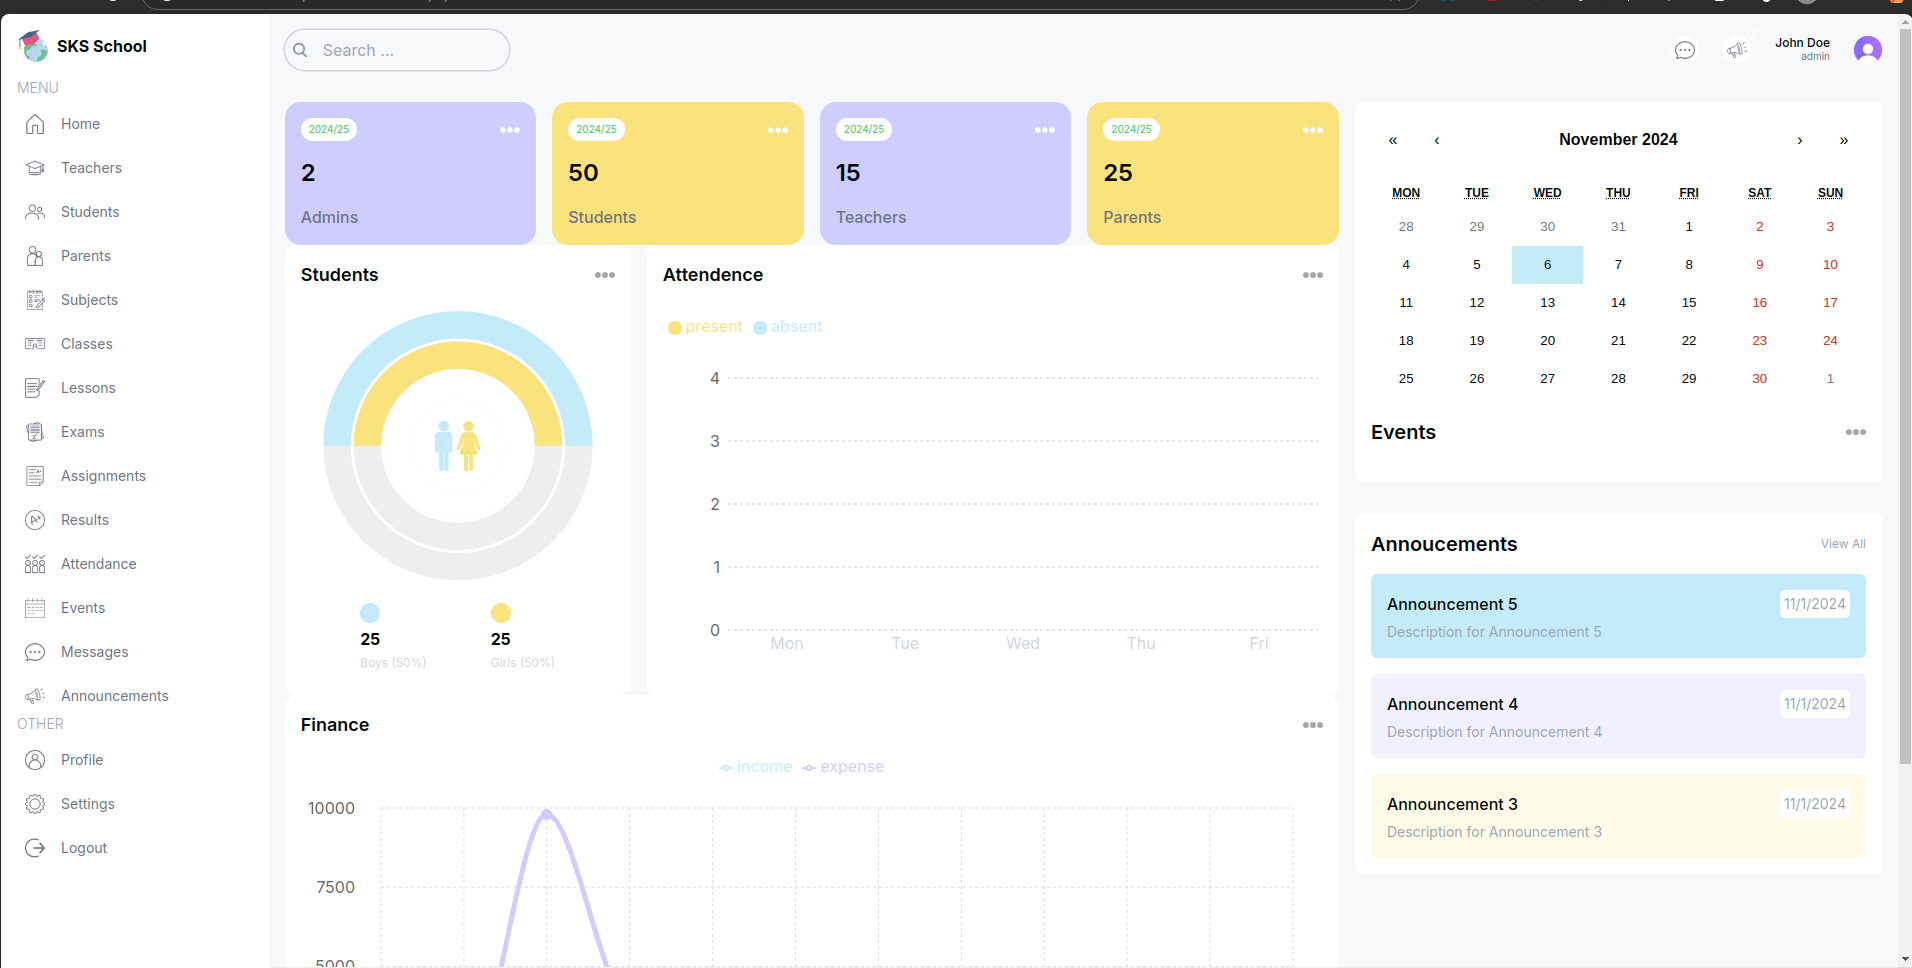 SKS School
MENU
Home
Teachers
Students
Parents
Subjects
Classes
Lessons
Exams
Assignments
Results
Attendance
Events
Messages
Announcements
OTHER
Profile
Settings
Logout
Search ...
John Doe
admin
2024/25
2
Admins
2024/25
50
Students
2024/25
15
Teachers
2024/25
25
Parents
Students
25
Boys (50%)
25
Girls (50%)
Attendence
present absent
4
3
2
1
0
Mon Tue Wed Thu Fri
Finance
income expense
10000
7500
5000
« ‹ November 2024 › »
MON TUE WED THU FRI SAT SUN
28 29 30 31 1 2 3
4 5 6 7 8 9 10
11 12 13 14 15 16 17
18 19 20 21 22 23 24
25 26 27 28 29 30 1
Events
Annoucements View All
Announcement 5 11/1/2024
Description for Announcement 5
Announcement 4 11/1/2024
Description for Announcement 4
Announcement 3 11/1/2024
Description for Announcement 3